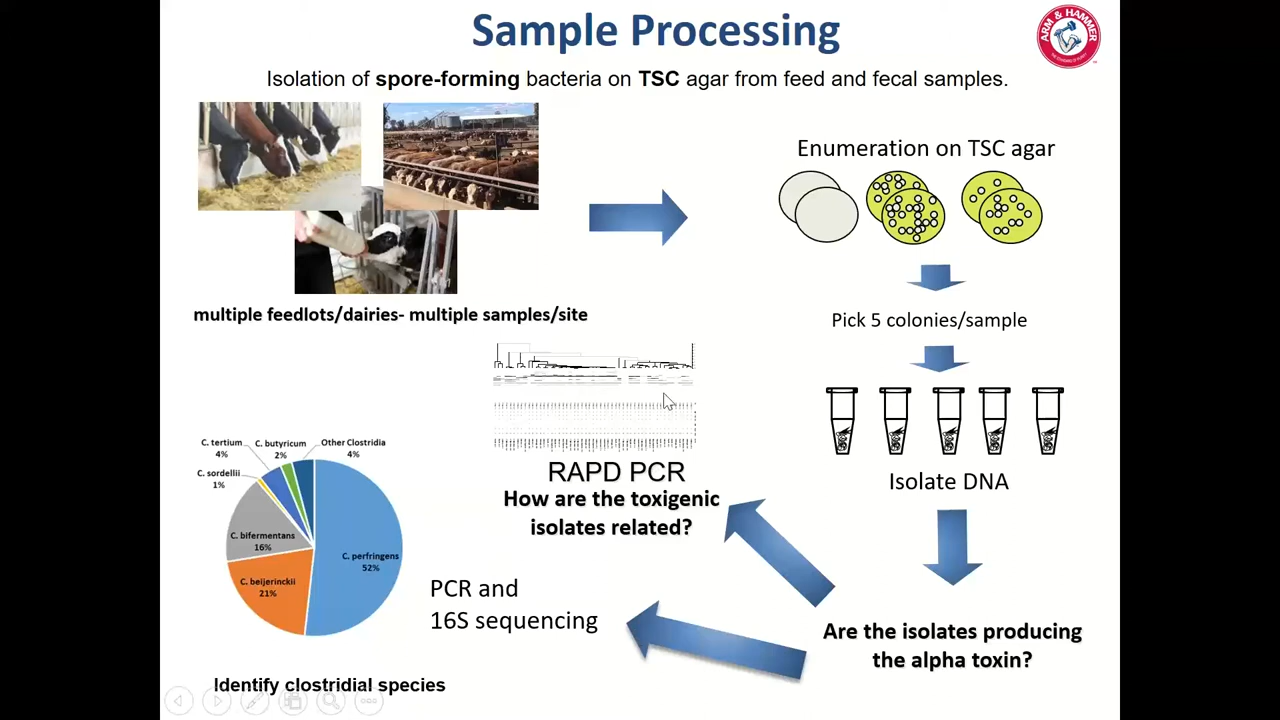 Sample Processing
ARM & HAMMER
Isolation of spore-forming bacteria on TSC agar from feed and fecal samples.
Enumeration on TSC agar
multiple feedlots/dairies- multiple samples/site
Pick 5 colonies/sample
Isolate DNA
RAPD PCR
How are the toxigenic
isolates related?
C. tertium
4%
C. butyricum
2%
Other Clostridia
4%
C. sordellii
1%
C. bifermentans
16%
C. perfringens
52%
C. beijerinckii
21%
PCR and
16S sequencing
Are the isolates producing
the alpha toxin?
Identify clostridial species